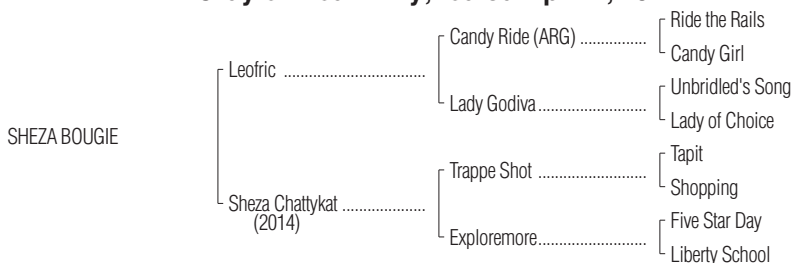 Ride the Rails
Candy Ride (ARG) ................
Candy Girl
Leofric ..................................
Unbridled's Song
Lady Godiva..........................
Lady of Choice
SHEZA BOUGIE
Tapit
Trappe Shot ..........................
Shopping
Sheza Chattykat ....................
(2014)
Five Star Day
Exploremore..........................
Liberty School